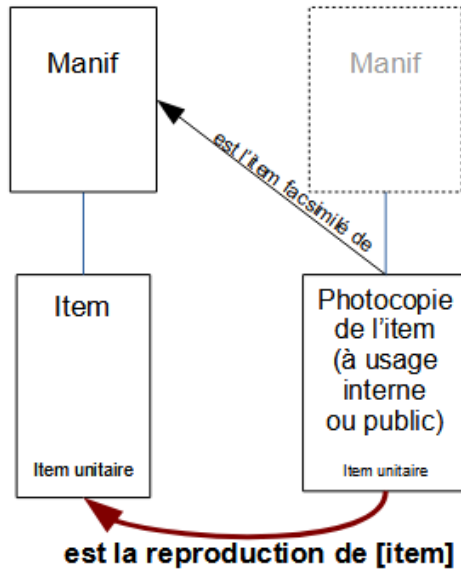 Manif
Manif
est l'item facsimilé de
Item
Photocopie
de l'item
(à usage
interne
ou public)
Item unitaire
Item unitaire
est la reproduction de [item]